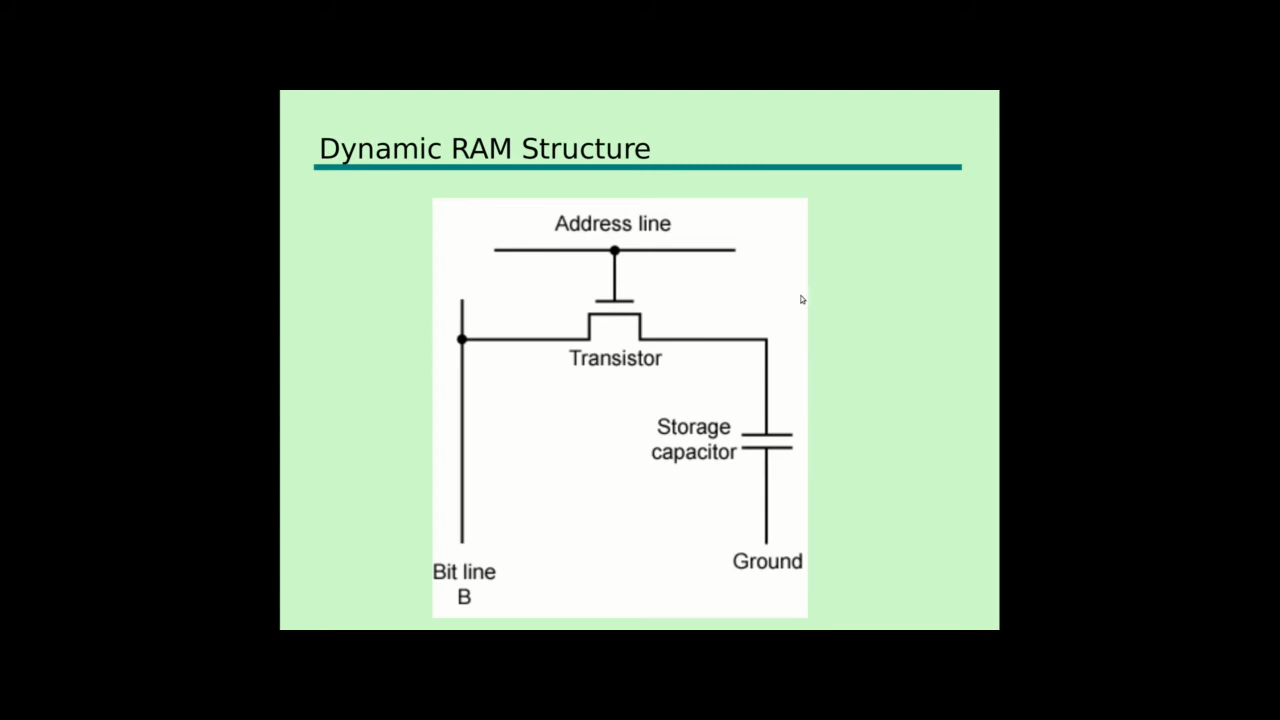 Dynamic RAM Structure
Address line
Transistor
Storage
capacitor
Ground
Bit line
B